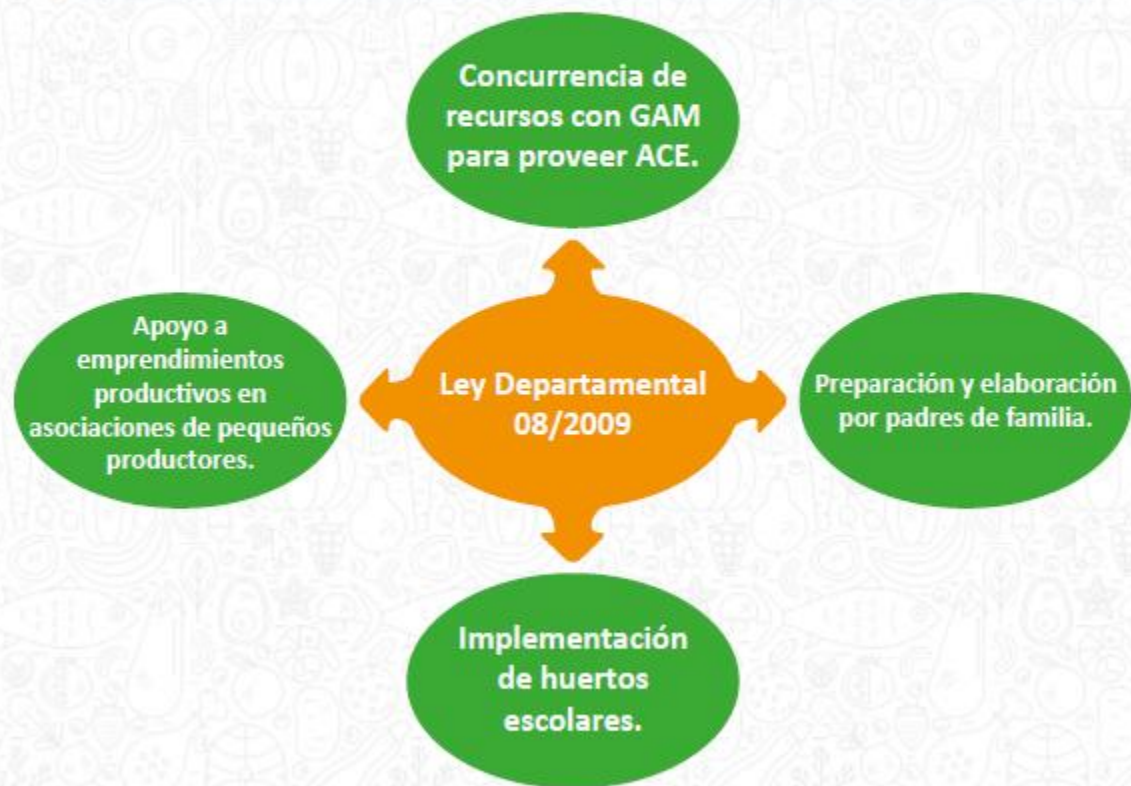 Concurrencia de
recursos con GAM
para proveer ACE.
Apoyo a
emprendimientos
productivos en
asociaciones de pequeños
productores.
Ley Departamental
08/2009
Preparación y elaboración
por padres de familia.
Implementación
de huertos
escolares.